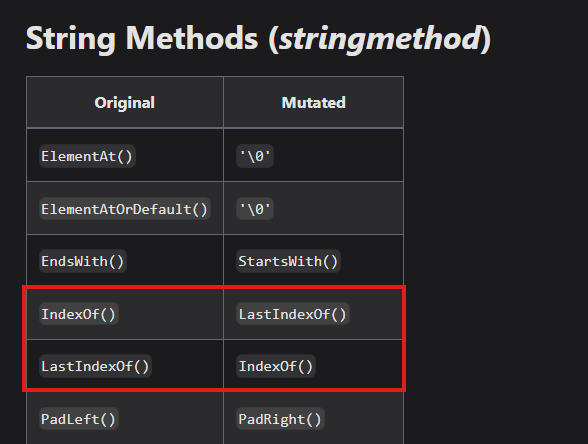 String Methods (stringmethod)
Original Mutated
ElementAt() '\0'
ElementAtOrDefault() '\0'
EndsWith() StartsWith()
IndexOf() LastIndexOf()
LastIndexOf() IndexOf()
PadLeft() PadRight()